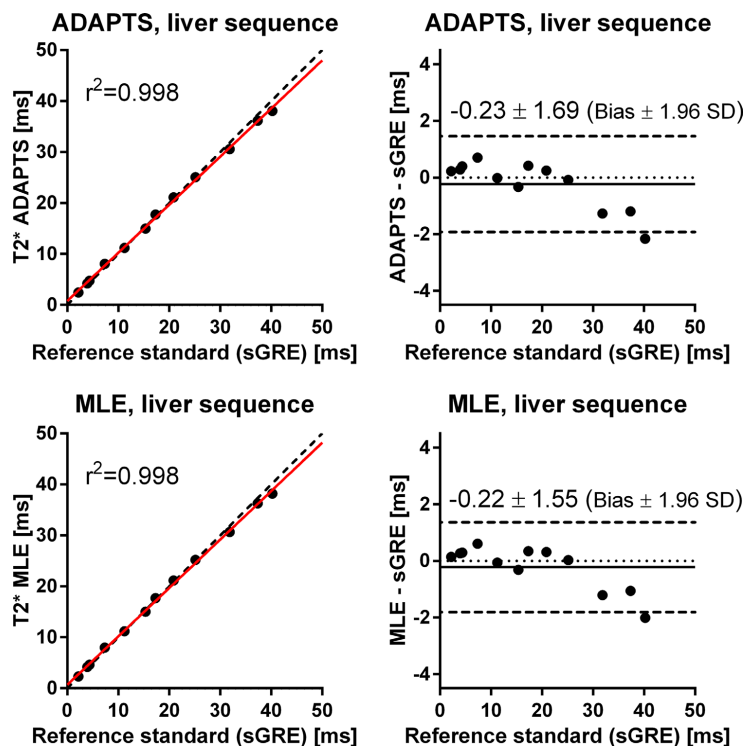 ADAPTS, liver sequence
50
40
30
20
10
0
T2* ADAPTS [ms]
r²=0.998
0 10 20 30 40 50
Reference standard (sGRE) [ms]
ADAPTS, liver sequence
4
2
0
-2
-4
ADAPTS - sGRE [ms]
-0.23 ± 1.69 (Bias ± 1.96 SD)
0 10 20 30 40 50
Reference standard (sGRE) [ms]
MLE, liver sequence
50
40
30
20
10
0
T2* MLE [ms]
r²=0.998
0 10 20 30 40 50
Reference standard (sGRE) [ms]
MLE, liver sequence
4
2
0
-2
-4
MLE - sGRE [ms]
-0.22 ± 1.55 (Bias ± 1.96 SD)
0 10 20 30 40 50
Reference standard (sGRE) [ms]